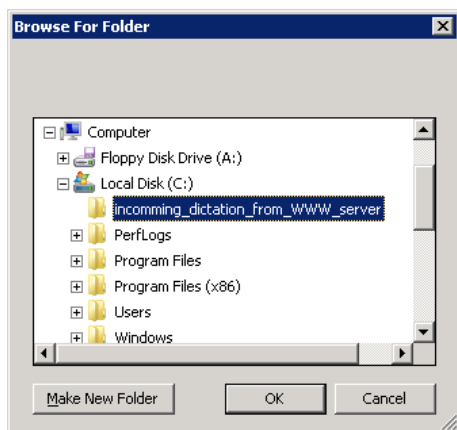 Browse For Folder
Computer
Floppy Disk Drive (A:)
Local Disk (C:)
incomming_dictation_from_WWW_server
PerfLogs
Program Files
Program Files (x86)
Users
Windows
Make New Folder
OK
Cancel